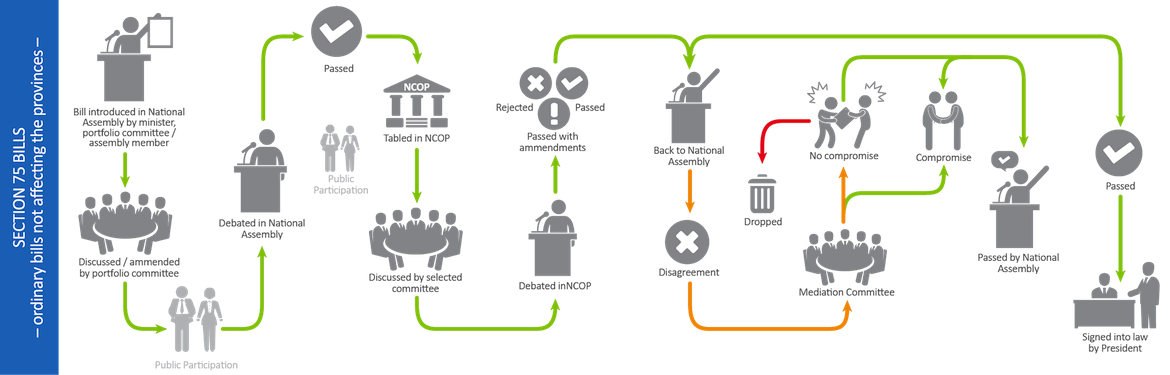 SECTION 75 BILLS
– ordinary bills not affecting the provinces –
Bill introduced in National
Assembly by minister,
portfolio committee /
assembly member
Discussed / ammended
by portfolio committee
Public Participation
Debated in National
Assembly
Passed
Public
Participation
NCOP
Tabled in NCOP
Discussed by selected
committee
Debated inNCOP
Rejected
Passed
Passed with
ammendments
Back to National
Assembly
Disagreement
Mediation Committee
No compromise
Dropped
Compromise
Passed by National
Assembly
Passed
Signed into law
by President